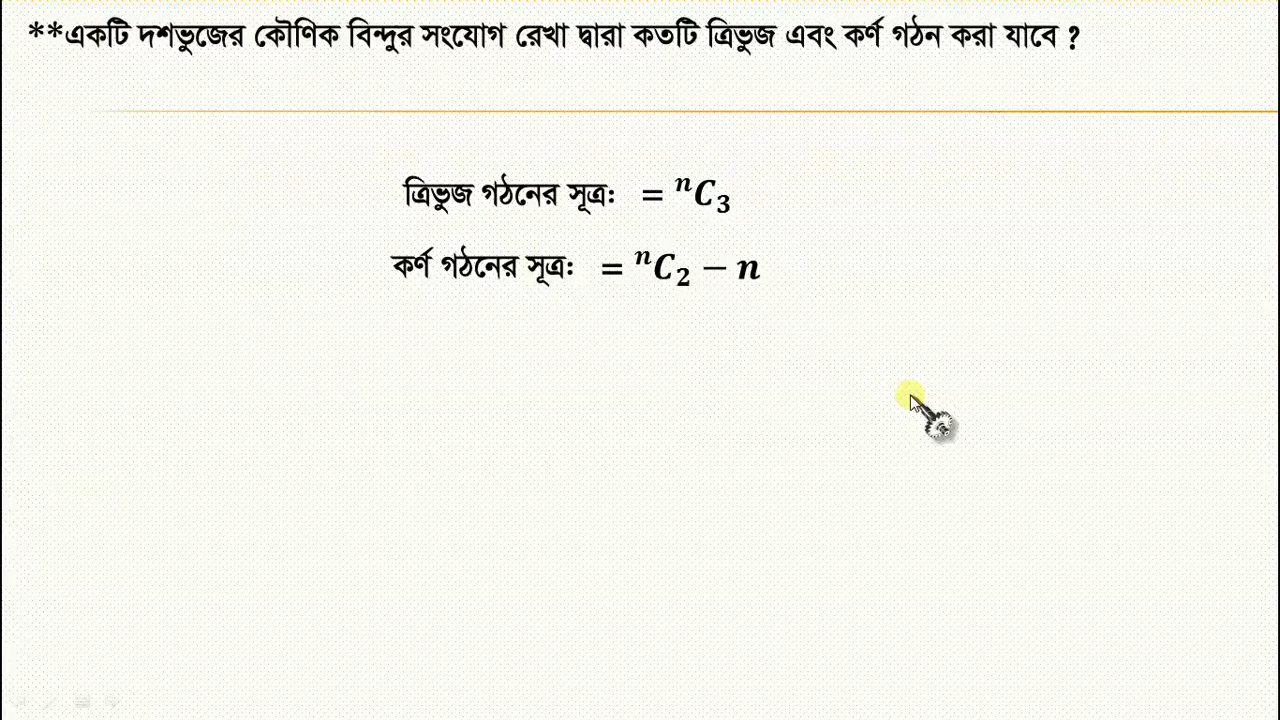 **একটি দশভুজের কৌণিক বিন্দুর সংযোগ রেখা দ্বারা কতটি ত্রিভুজ এবং কর্ণ গঠন করা যাবে ?
ত্রিভুজ গঠনের সূত্রঃ = ⁿC₃
কর্ণ গঠনের সূত্রঃ = ⁿC₂ − n